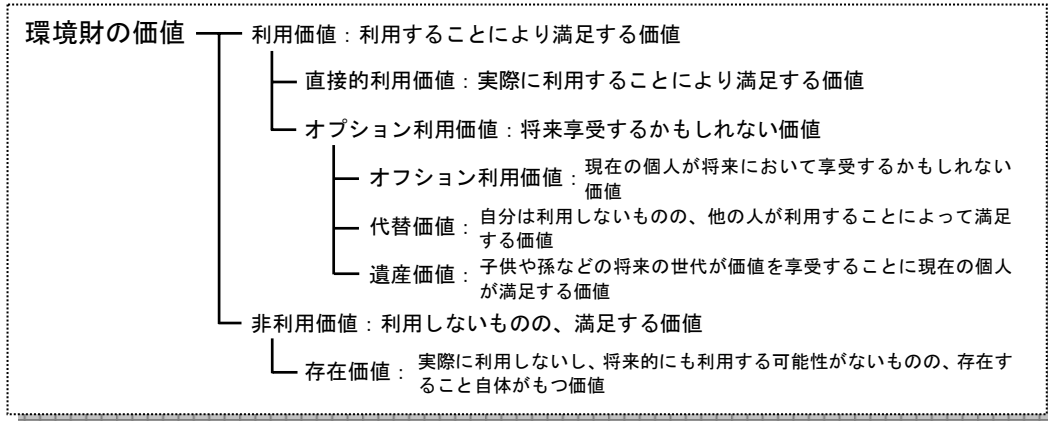 環境財の価値
利用価値：利用することにより満足する価値
直接的利用価値：実際に利用することにより満足する価値
オプション利用価値：将来享受するかもしれない価値
オフション利用価値：現在の個人が将来において享受するかもしれない
価値
代替価値：自分は利用しないものの、他の人が利用することによって満足
する価値
遺産価値：子供や孫などの将来の世代が価値を享受することに現在の個人
が満足する価値
非利用価値：利用しないものの、満足する価値
存在価値：実際に利用しないし、将来的にも利用する可能性がないものの、存在す
ること自体がもつ価値